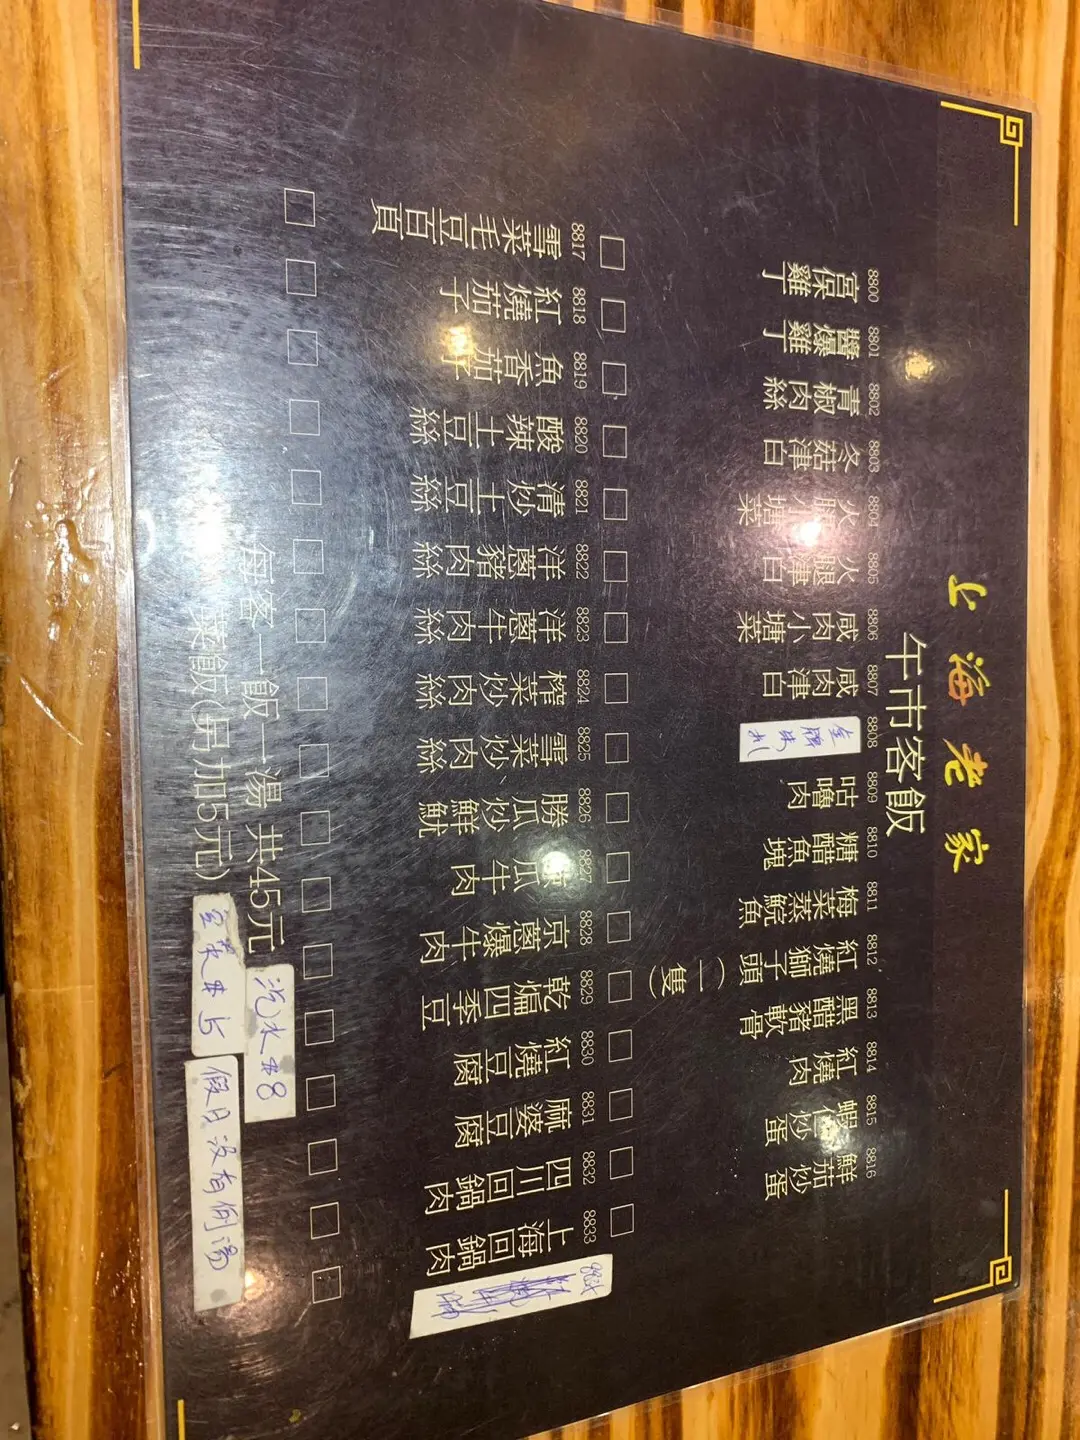 上海老家
午市客飯
8800 宮保雞丁
8801 醬爆雞丁
8802 青椒肉絲
8803 冬菇津白
8804 火腿小塘菜
8805 火腿津白
8806 咸肉小塘菜
8807 咸肉津白
8808
8809 咕嚕肉
8810 糖醋魚塊
8811 梅菜蒸鯇魚
8812 紅燒獅子頭(一隻)
8813 黑醋豬軟骨
8814 紅燒肉
8815 蝦仁炒蛋
8816 鮮茄炒蛋
8817 雪菜毛豆百頁
8818 紅燒茄子
8819 魚香茄子
8820 酸辣土豆絲
8821 清炒土豆絲
8822 洋蔥豬肉絲
8823 洋蔥牛肉絲
8824 榨菜炒肉絲
8825 雪菜炒肉絲
8826 勝瓜炒鮮魷
8827 涼瓜牛肉
8828 京蔥爆牛肉
8829 乾煸四季豆
8830 紅燒豆腐
8831 麻婆豆腐
8832 四川回鍋肉
8833 上海回鍋肉
每客一飯一湯 共45元
汽水$8
菜飯(另加5元)
假日沒有例湯